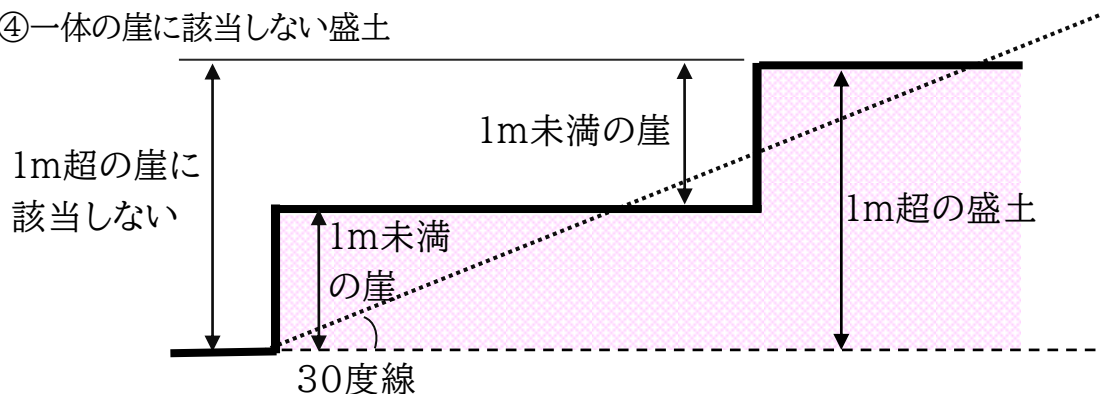 ④一体の崖に該当しない盛土
1m超の崖に
該当しない
1m未満の崖
1m未満
の崖
1m超の盛土
30度線